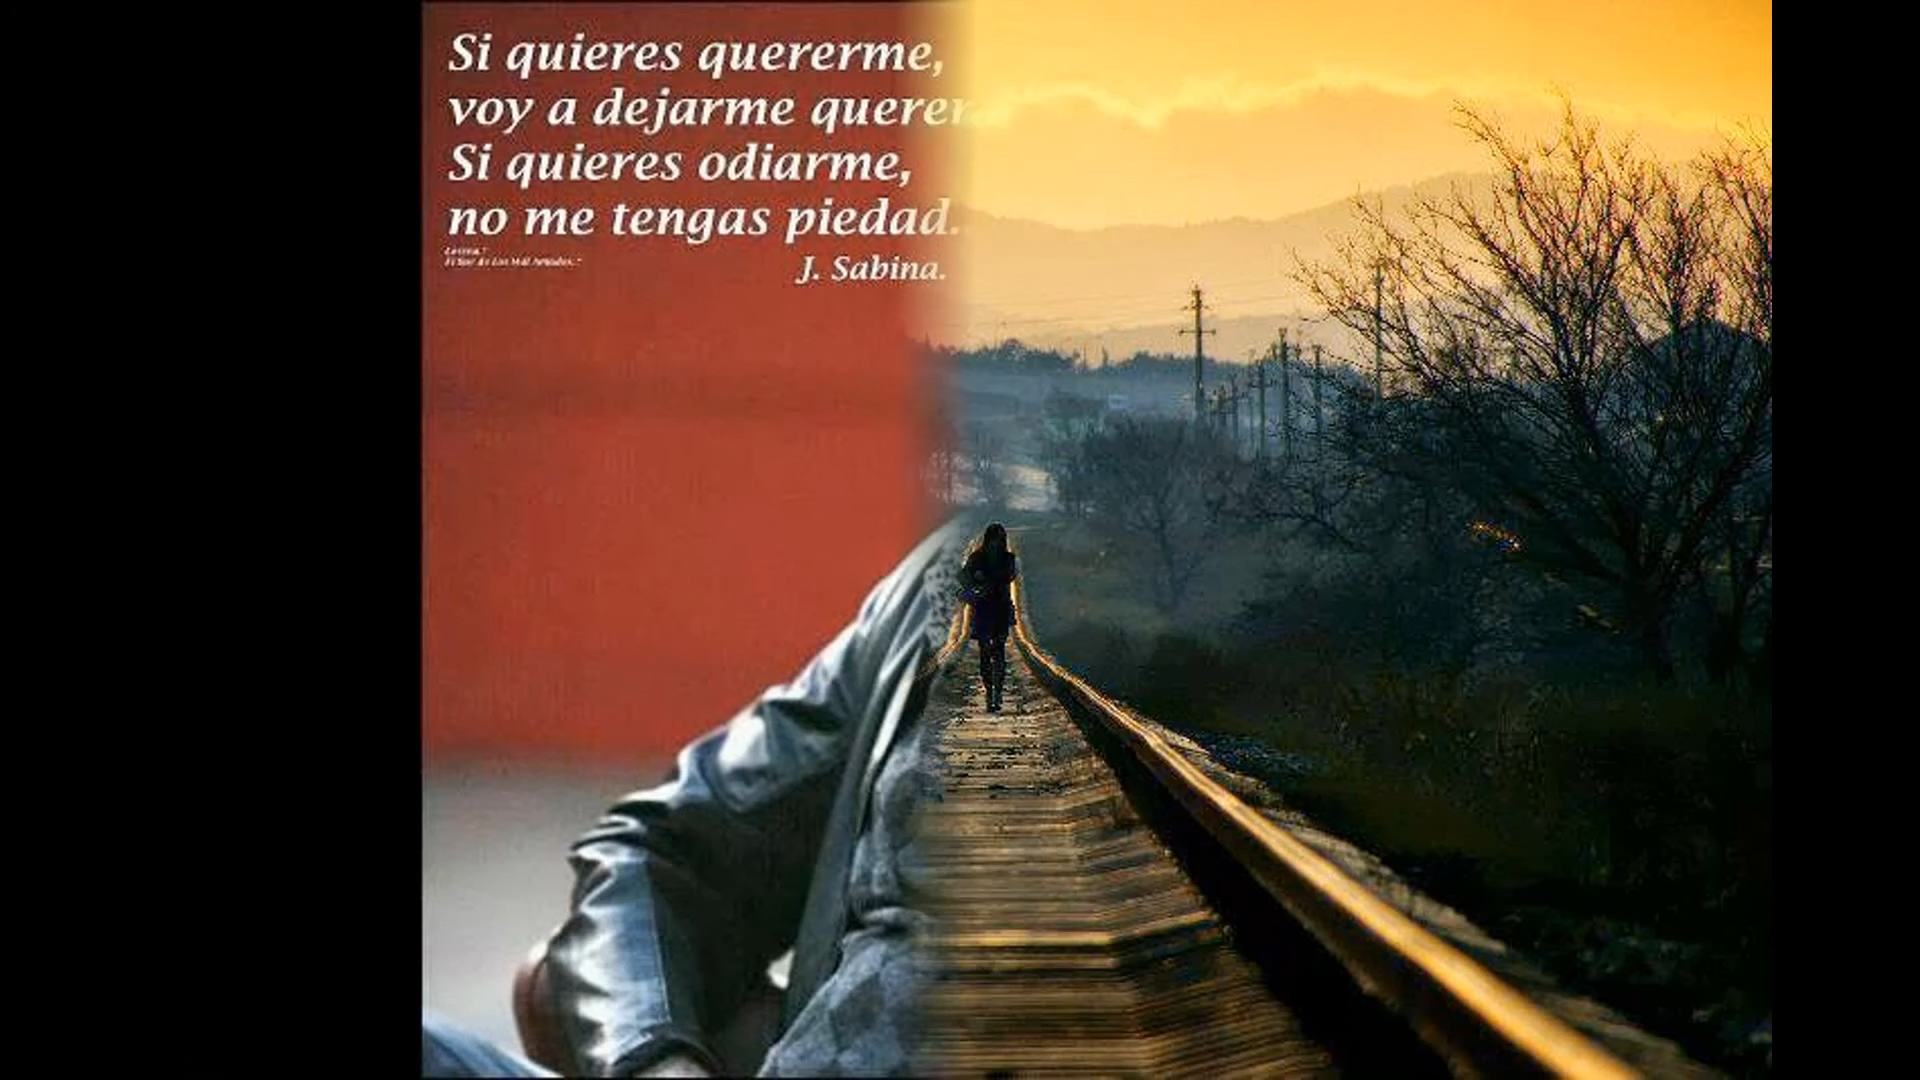 Si quieres quererme,
voy a dejarme querer.
Si quieres odiarme,
no me tengas piedad.
J. Sabina.